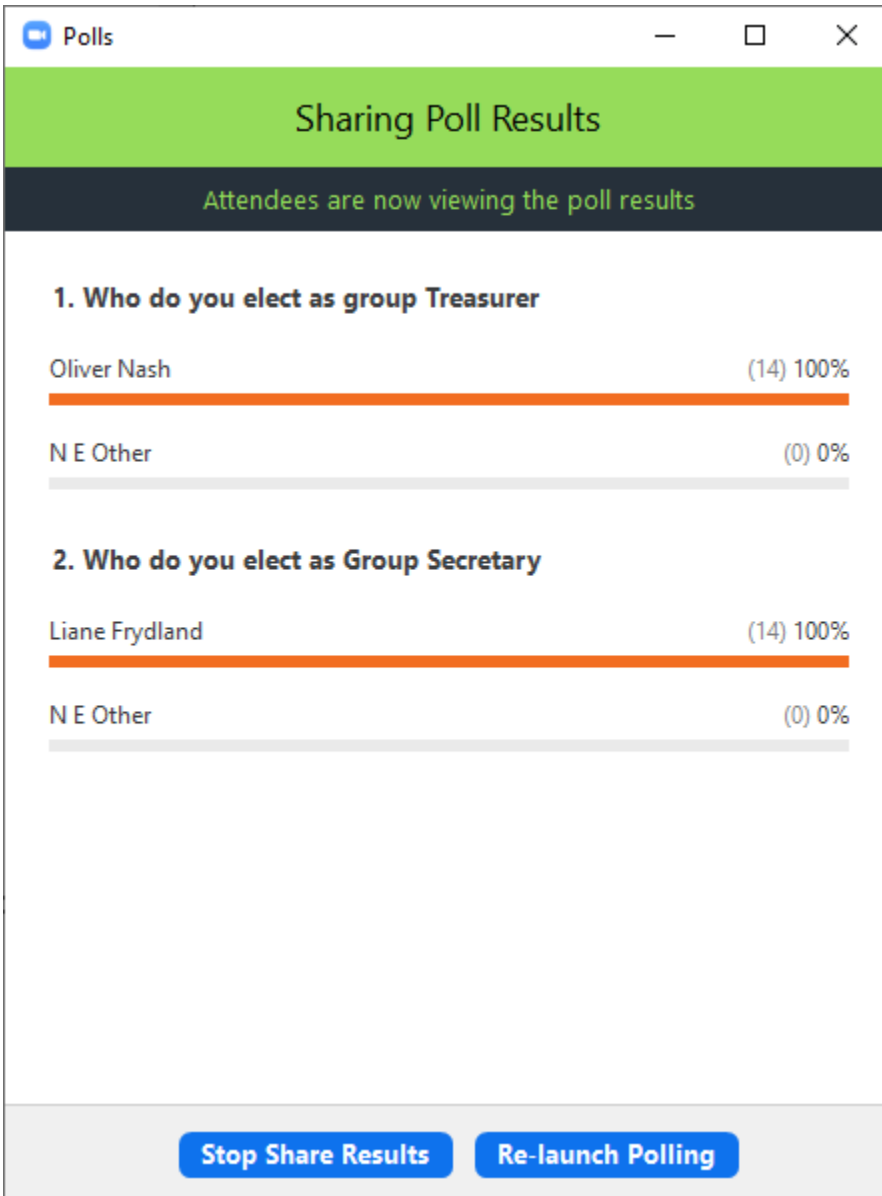 Polls
Sharing Poll Results
Attendees are now viewing the poll results
1. Who do you elect as group Treasurer
Oliver Nash (14) 100%
N E Other (0) 0%
2. Who do you elect as Group Secretary
Liane Frydland (14) 100%
N E Other (0) 0%
Stop Share Results Re-launch Polling